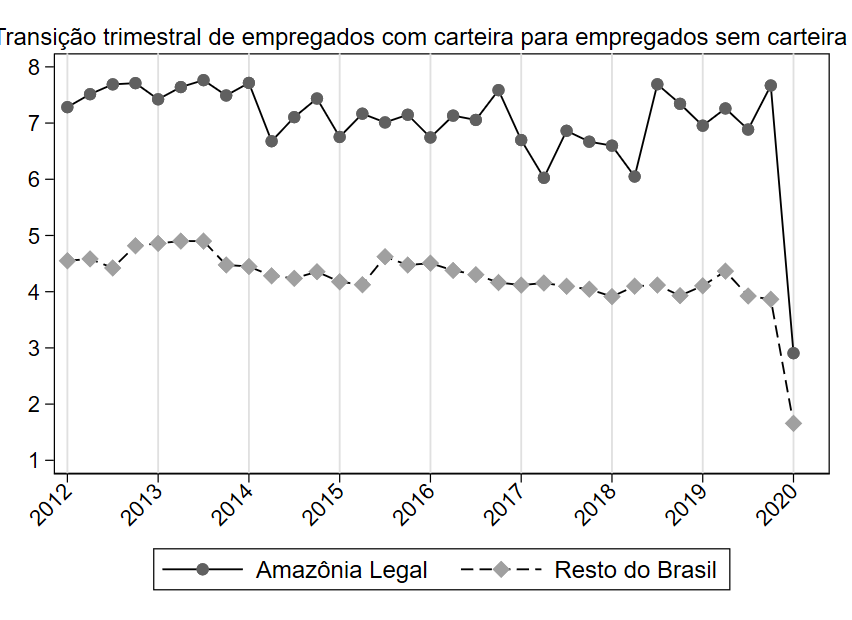 Transição trimestral de empregados com carteira para empregados sem carteira
8
7
6
5
4
3
2
1
2012 2013 2014 2015 2016 2017 2018 2019 2020
Amazônia Legal Resto do Brasil